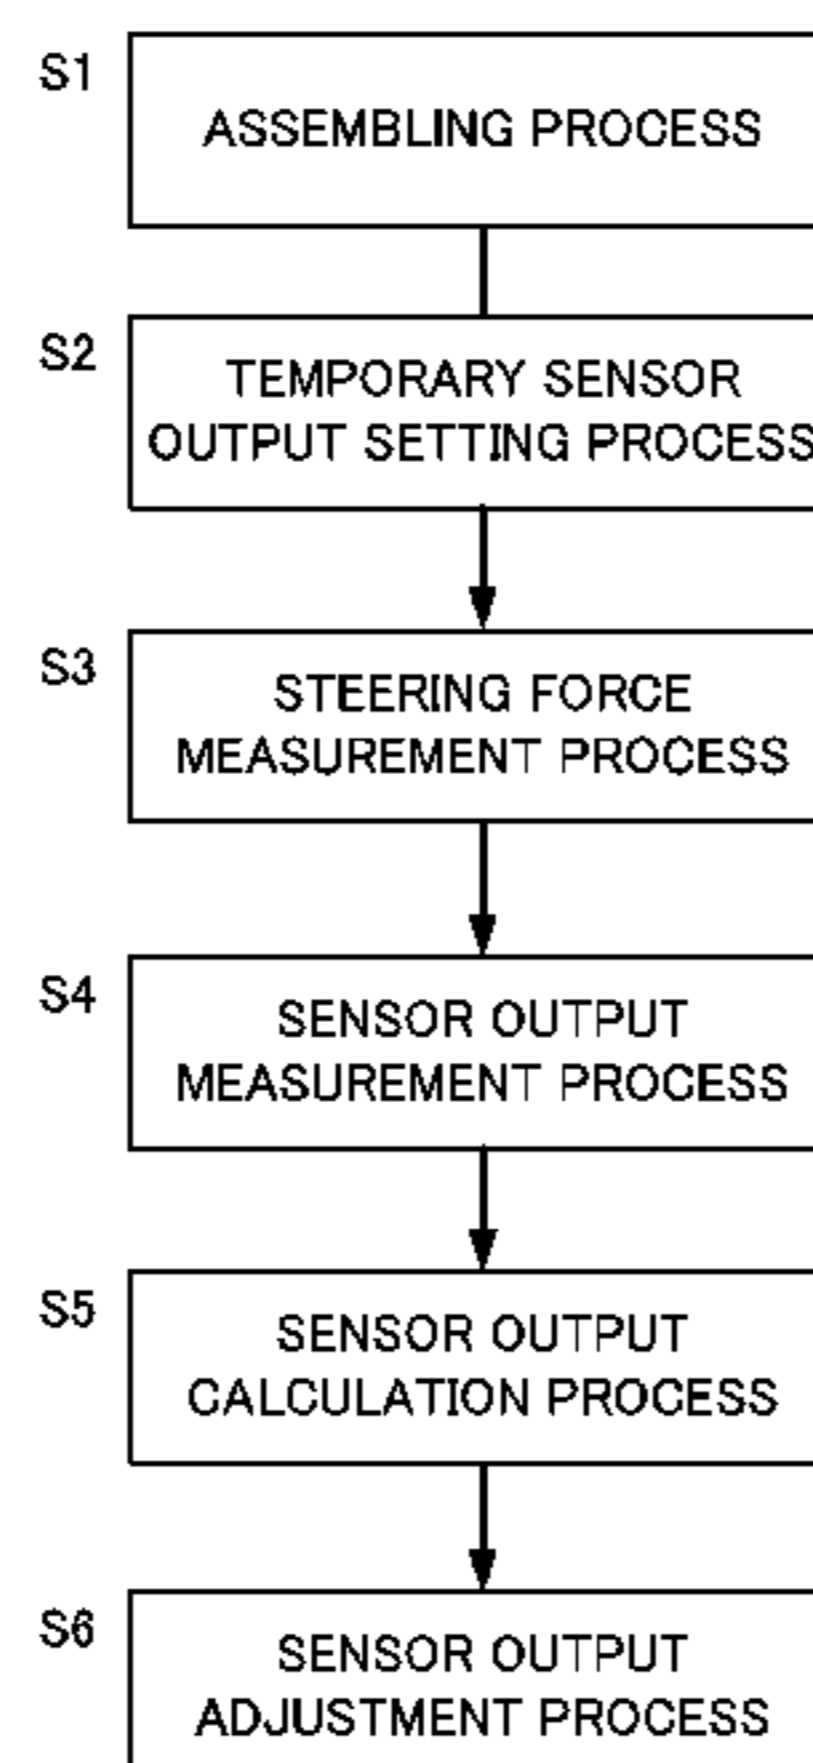 S1
ASSEMBLING PROCESS
S2
TEMPORARY SENSOR
OUTPUT SETTING PROCESS
S3
STEERING FORCE
MEASUREMENT PROCESS
S4
SENSOR OUTPUT
MEASUREMENT PROCESS
S5
SENSOR OUTPUT
CALCULATION PROCESS
S6
SENSOR OUTPUT
ADJUSTMENT PROCESS